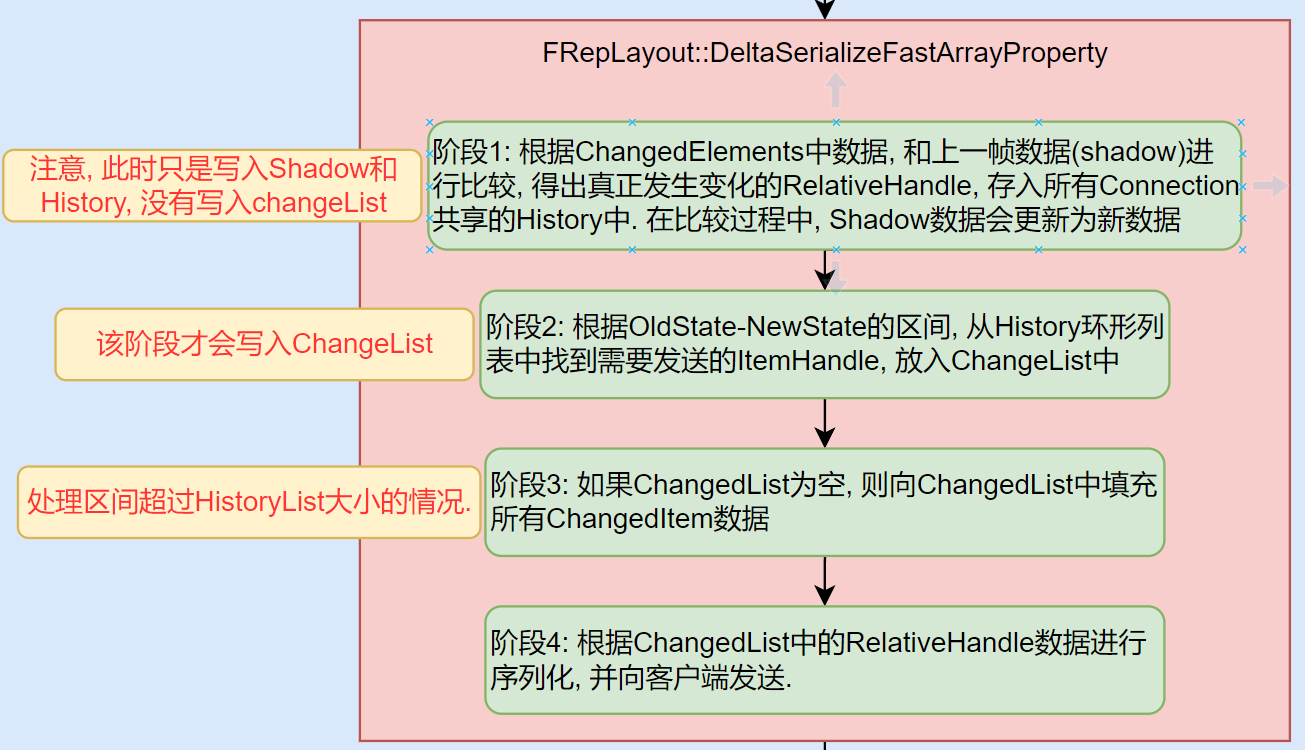 FRepLayout::DeltaSerializeFastArrayProperty
注意, 此时只是写入Shadow和
History, 没有写入changeList
阶段1: 根据ChangedElements中数据, 和上一帧数据(shadow)进
行比较, 得出真正发生变化的RelativeHandle, 存入所有Connection
共享的History中. 在比较过程中, Shadow数据会更新为新数据
该阶段才会写入ChangeList
阶段2: 根据OldState-NewState的区间, 从History环形列
表中找到需要发送的ItemHandle, 放入ChangeList中
处理区间超过HistoryList大小的情况.
阶段3: 如果ChangedList为空, 则向ChangedList中填充
所有ChangedItem数据
阶段4: 根据ChangedList中的RelativeHandle数据进行
序列化, 并向客户端发送.